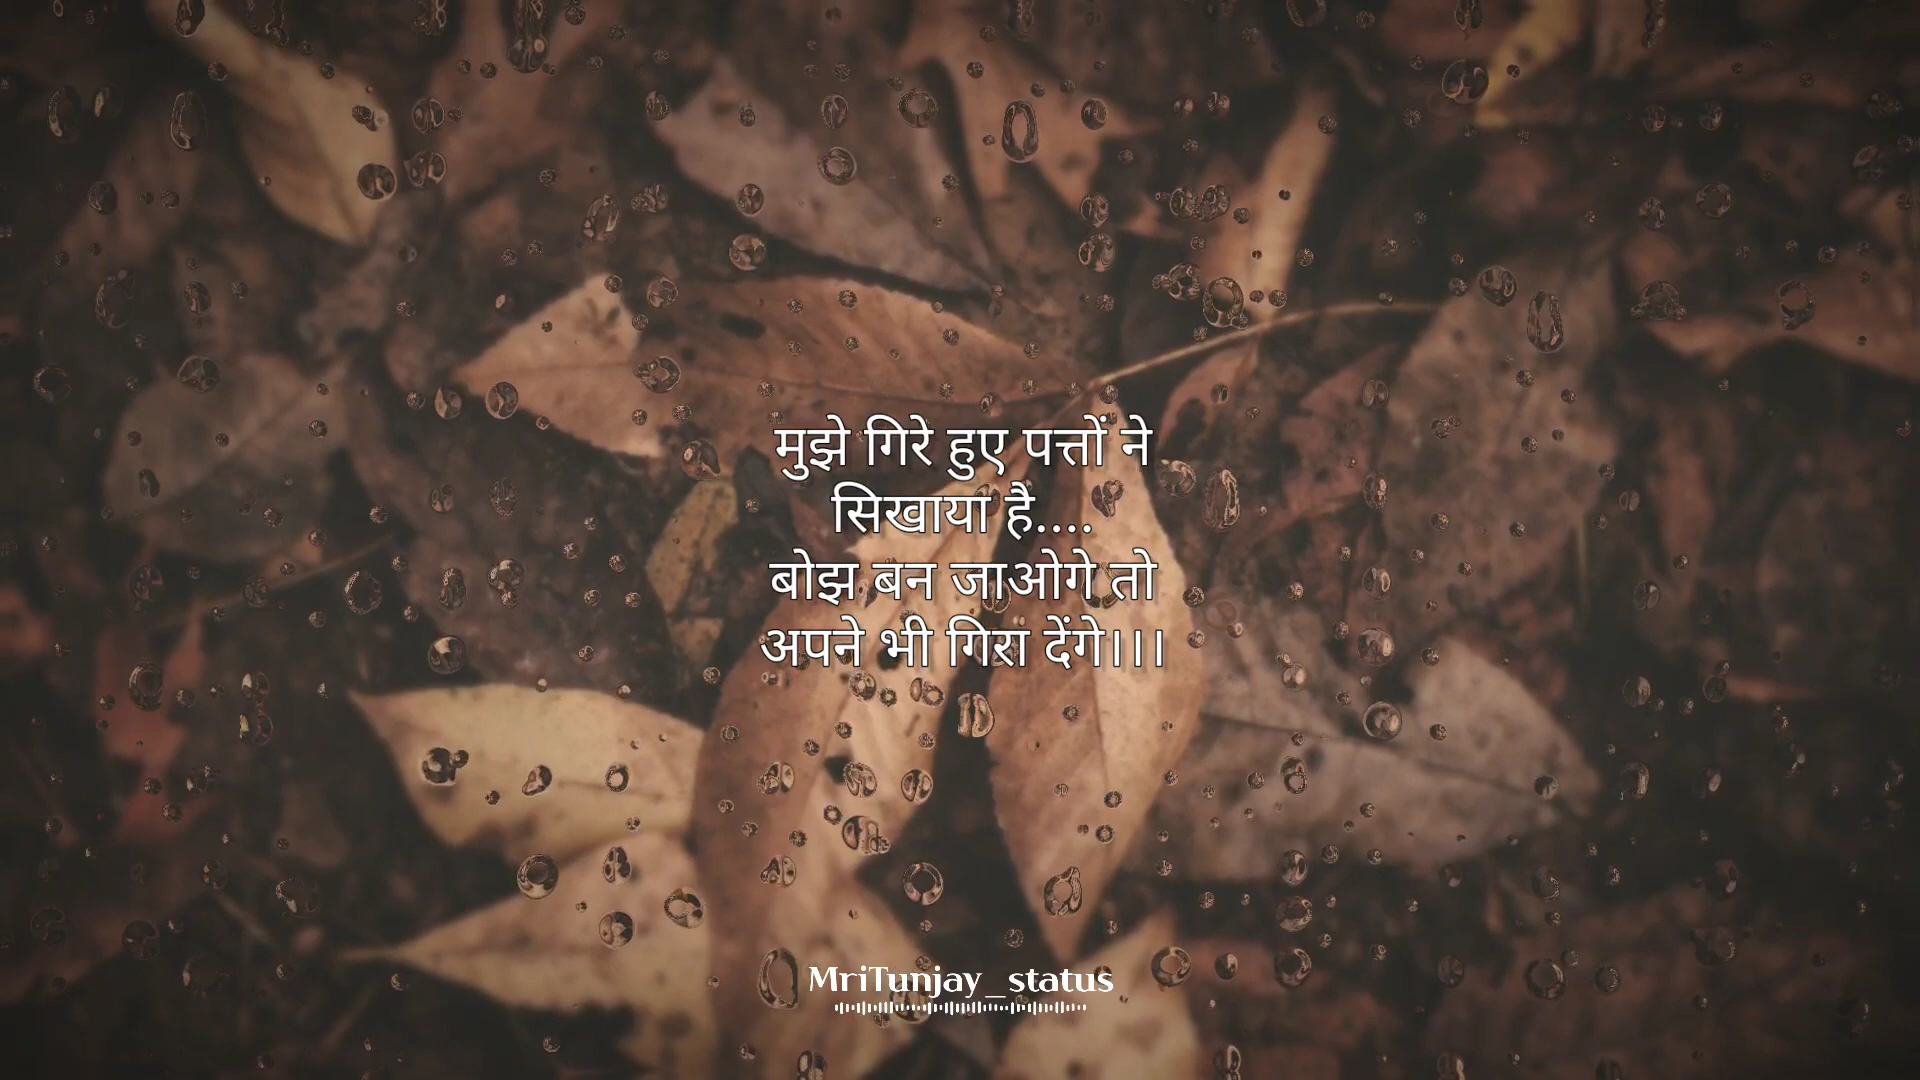 मुझे गिरे हुए पत्तों ने
सिखाया है....
बोझ बन जाओगे तो
अपने भी गिरा देंगे।।।
MriTunjay_status